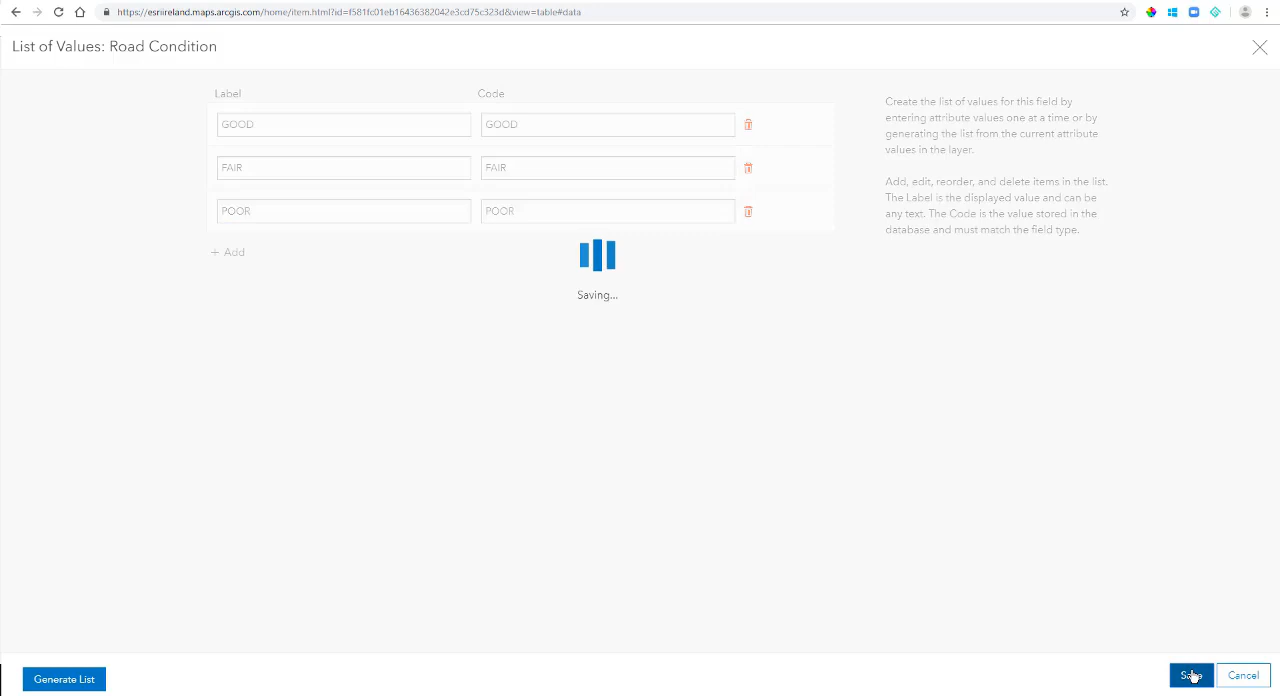 https://esriireland.maps.arcgis.com/home/item.html?id=f581fc01eb16436382042e3cd75c323d&view=table#data
List of Values: Road Condition
Label Code
GOOD GOOD
FAIR FAIR
POOR POOR
+ Add
Saving...
Create the list of values for this field by
entering attribute values one at a time or by
generating the list from the current attribute
values in the layer.
Add, edit, reorder, and delete items in the list.
The Label is the displayed value and can be
any text. The Code is the value stored in the
database and must match the field type.
Generate List
Save Cancel